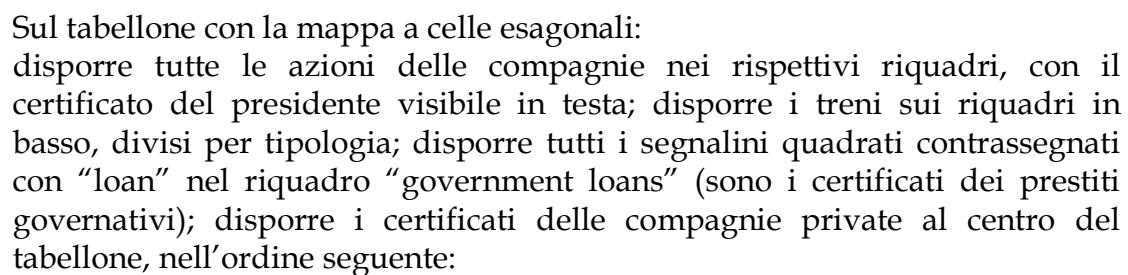 Sul tabellone con la mappa a celle esagonali:
disporre tutte le azioni delle compagnie nei rispettivi riquadri, con il
certificato del presidente visibile in testa; disporre i treni sui riquadri in
basso, divisi per tipologia; disporre tutti i segnalini quadrati contrassegnati
con “loan” nel riquadro “government loans” (sono i certificati dei prestiti
governativi); disporre i certificati delle compagnie private al centro del
tabellone, nell’ordine seguente: